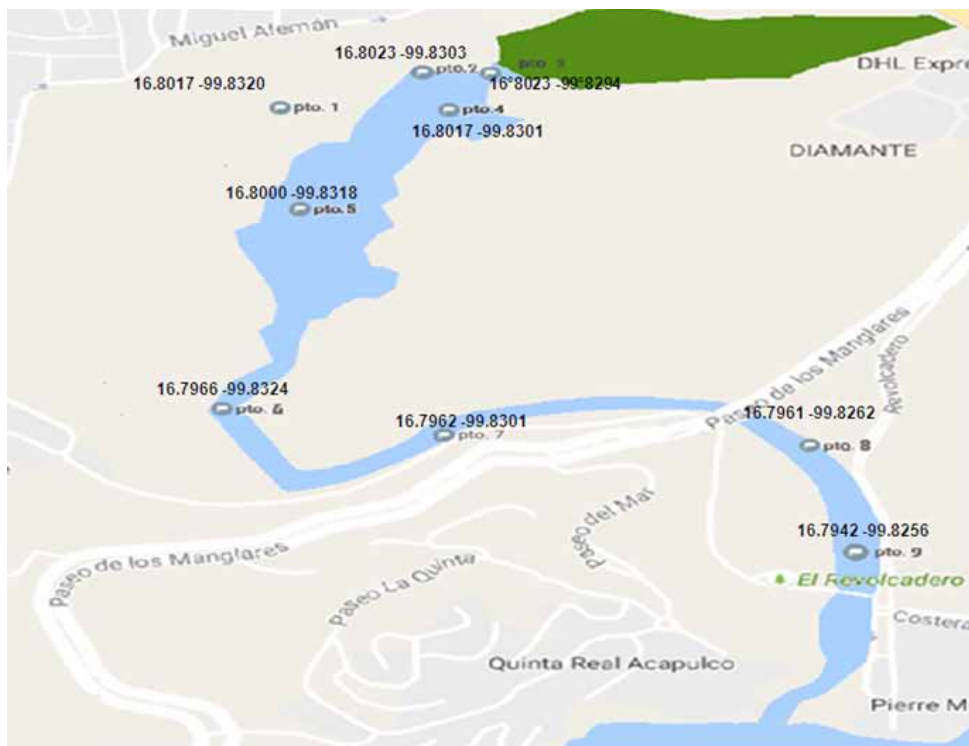 Miguel Alemán
16.8023 -99.8303
pto.2
pto. 3
DHL Expre
16.8017 -99.8320
16°8023 -99°8294
pto. 1
pto.4
16.8017 -99.8301
DIAMANTE
16.8000 -99.8318
pto.5
16.7966 -99.8324
pto. 6
Paseo de los Manglares
Revolcadero
16.7962 -99.8301
pto. 7
16.7961 -99.8262
pto. 8
16.7942 -99.8256
pto. 9
Paseo del Mar
Paseo de los Manglares
Paseo La Quinta
El Revolcadero
Costera
Quinta Real Acapulco
Pierre M